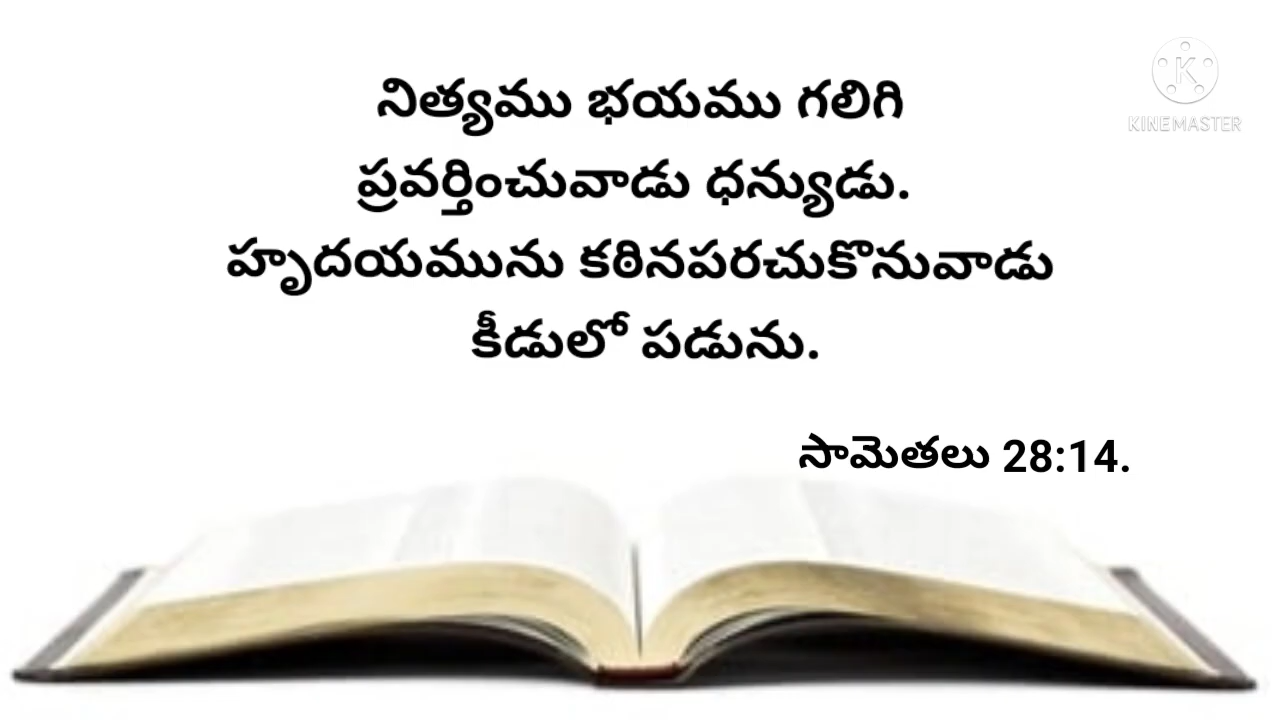 నిత్యము భయము గలిగి
ప్రవర్తించువాడు ధన్యుడు.
హృదయమును కఠినపరచుకొనువాడు
కీడులో పడును.
సామెతలు 28:14.
K
KINEMASTER